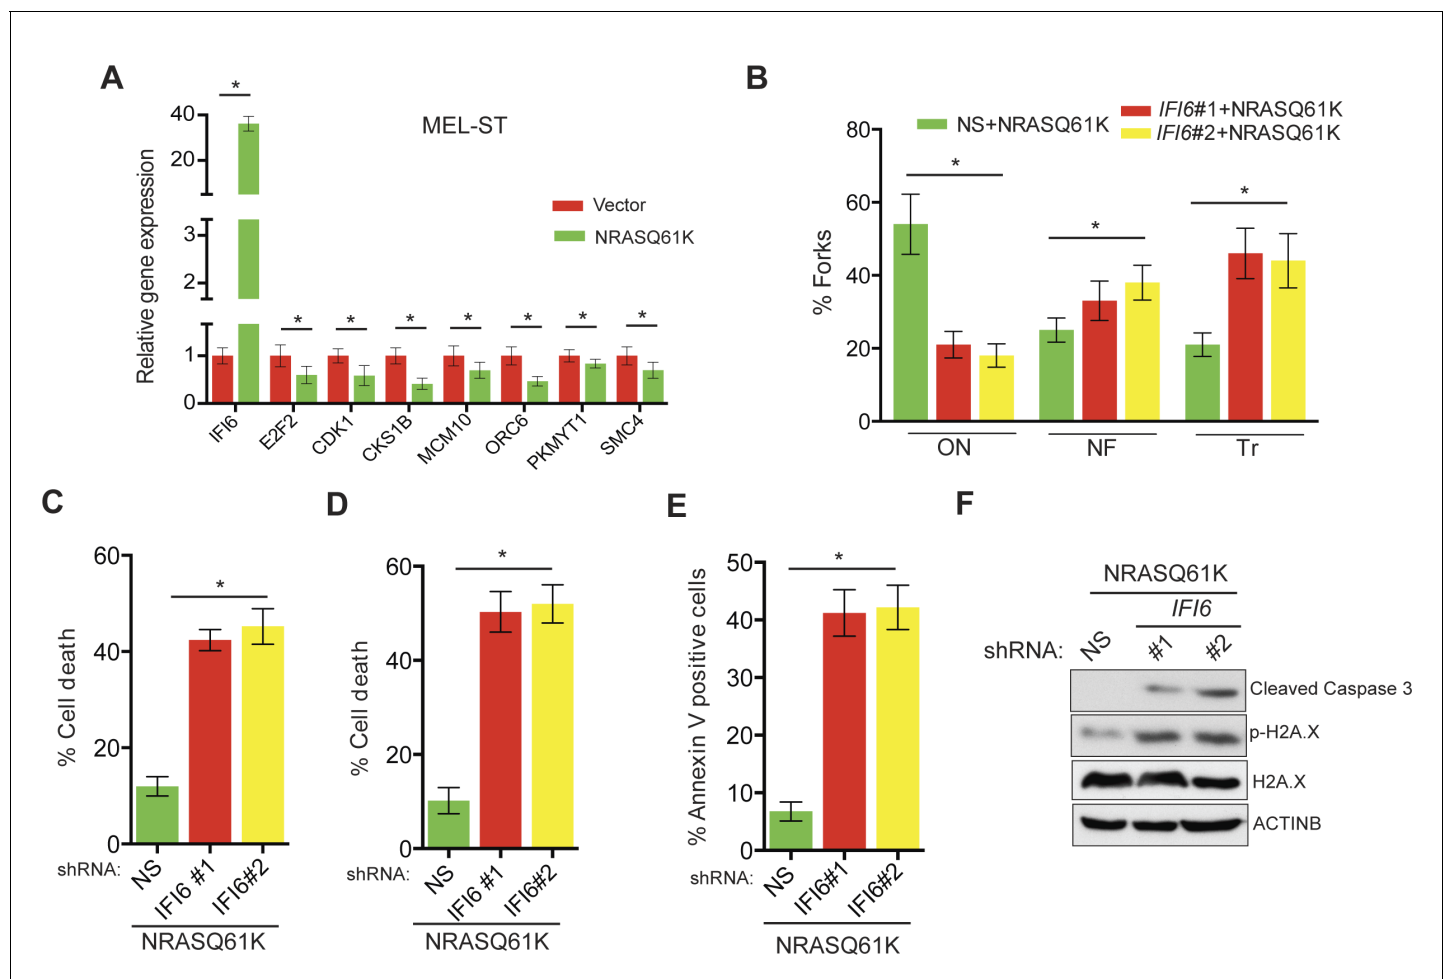 A
*
MEL-ST
Relative gene expression
40
20
3
2
1
0
Vector
NRASQ61K
* * * * * * *
IFI6 E2F2 CDK1 CKS1B MCM10 ORC6 PKMYT1 SMC4
B
NS+NRASQ61K
IFI6#1+NRASQ61K
IFI6#2+NRASQ61K
% Forks
80
60
40
20
0
* * *
ON NF Tr
C
% Cell death
60
40
20
0
*
shRNA: NS IFI6 #1 IFI6#2
NRASQ61K
D
% Cell death
60
40
20
0
*
shRNA: NS IFI6 #1 IFI6#2
NRASQ61K
E
% Annexin V positive cells
50
40
30
20
10
0
*
shRNA: NS IFI6#1 IFI6#2
NRASQ61K
F
NRASQ61K
IFI6
shRNA: NS #1 #2
Cleaved Caspase 3
p-H2A.X
H2A.X
ACTINB